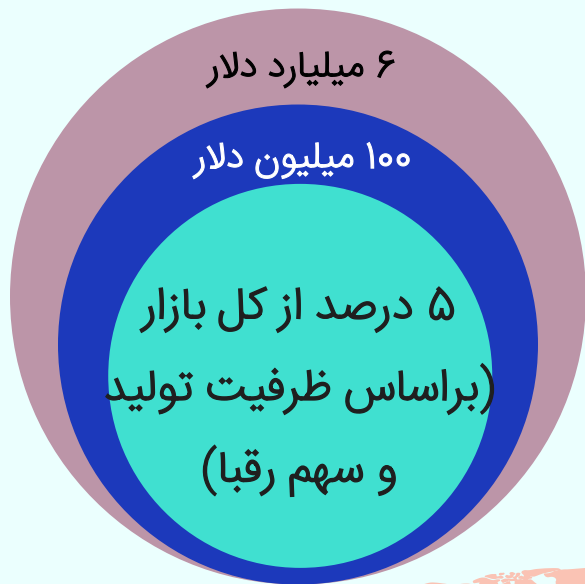 ۶ میلیارد دلار
۱۰۰ میلیون دلار
۵ درصد از کل بازار
(براساس ظرفیت تولید
و سهم رقبا)